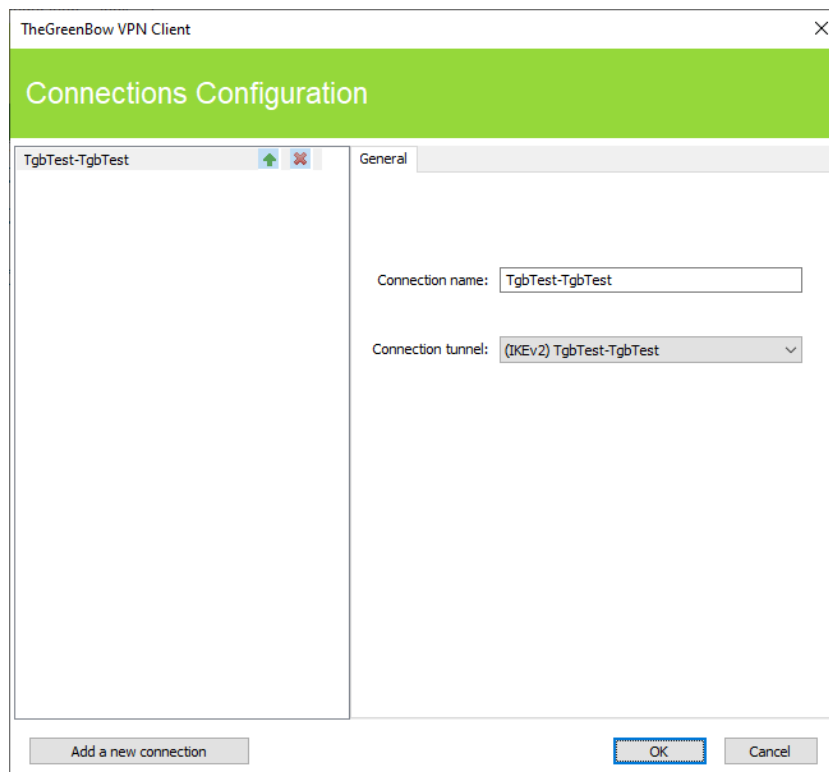 TheGreenBow VPN Client
Connections Configuration
TgbTest-TgbTest
General
Connection name: TgbTest-TgbTest
Connection tunnel: (IKEv2) TgbTest-TgbTest
Add a new connection
OK
Cancel